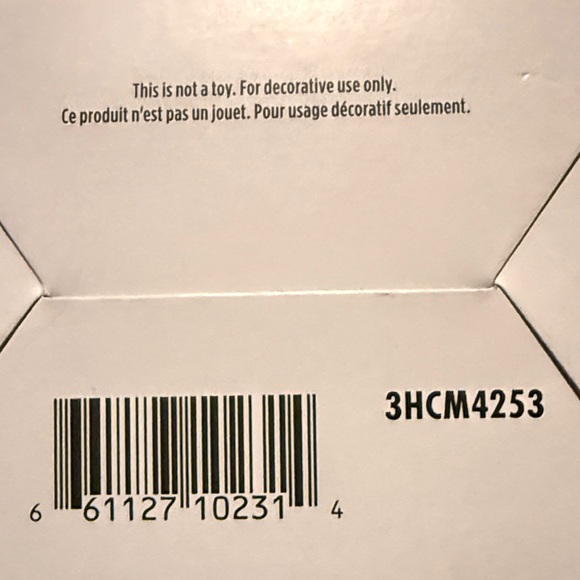 This is not a toy. For decorative use only.
Ce produit n'est pas un jouet. Pour usage décoratif seulement.
3HCM4253
6 61127 10231 4